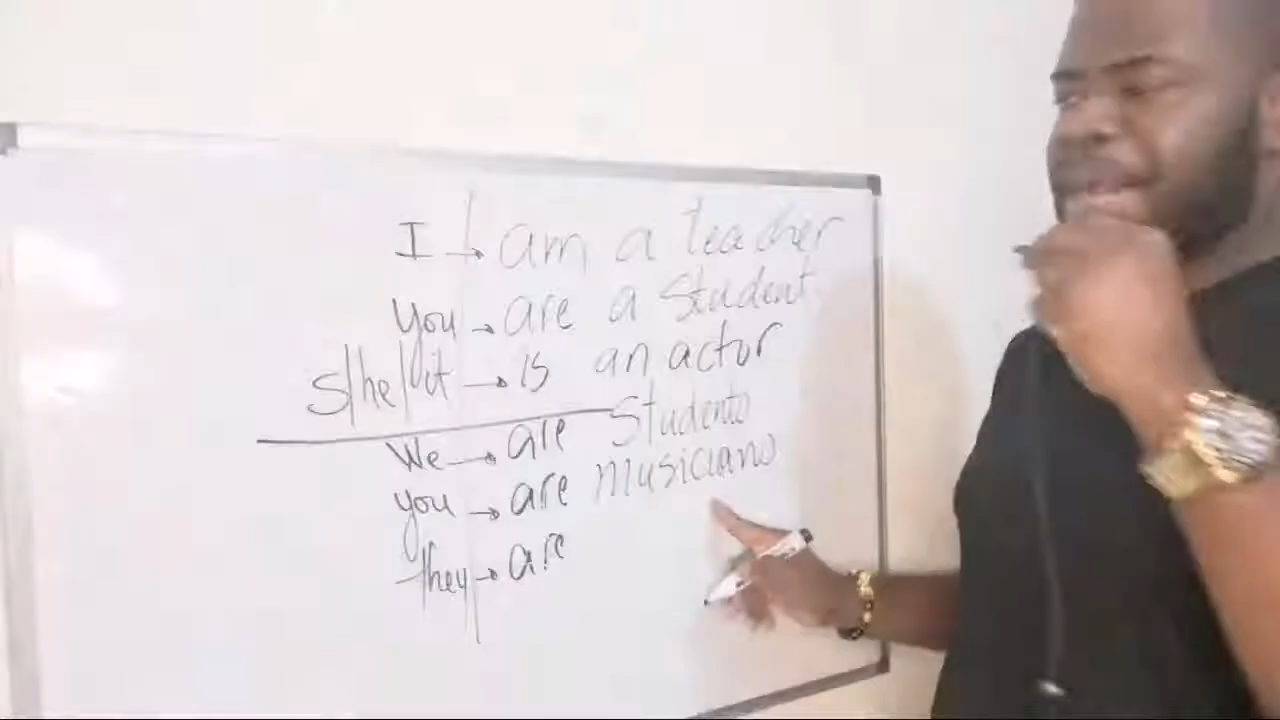 I → am a teacher
you → are a Student
S/he/it → is an actor
We → are Students
you → are musicians
they → are